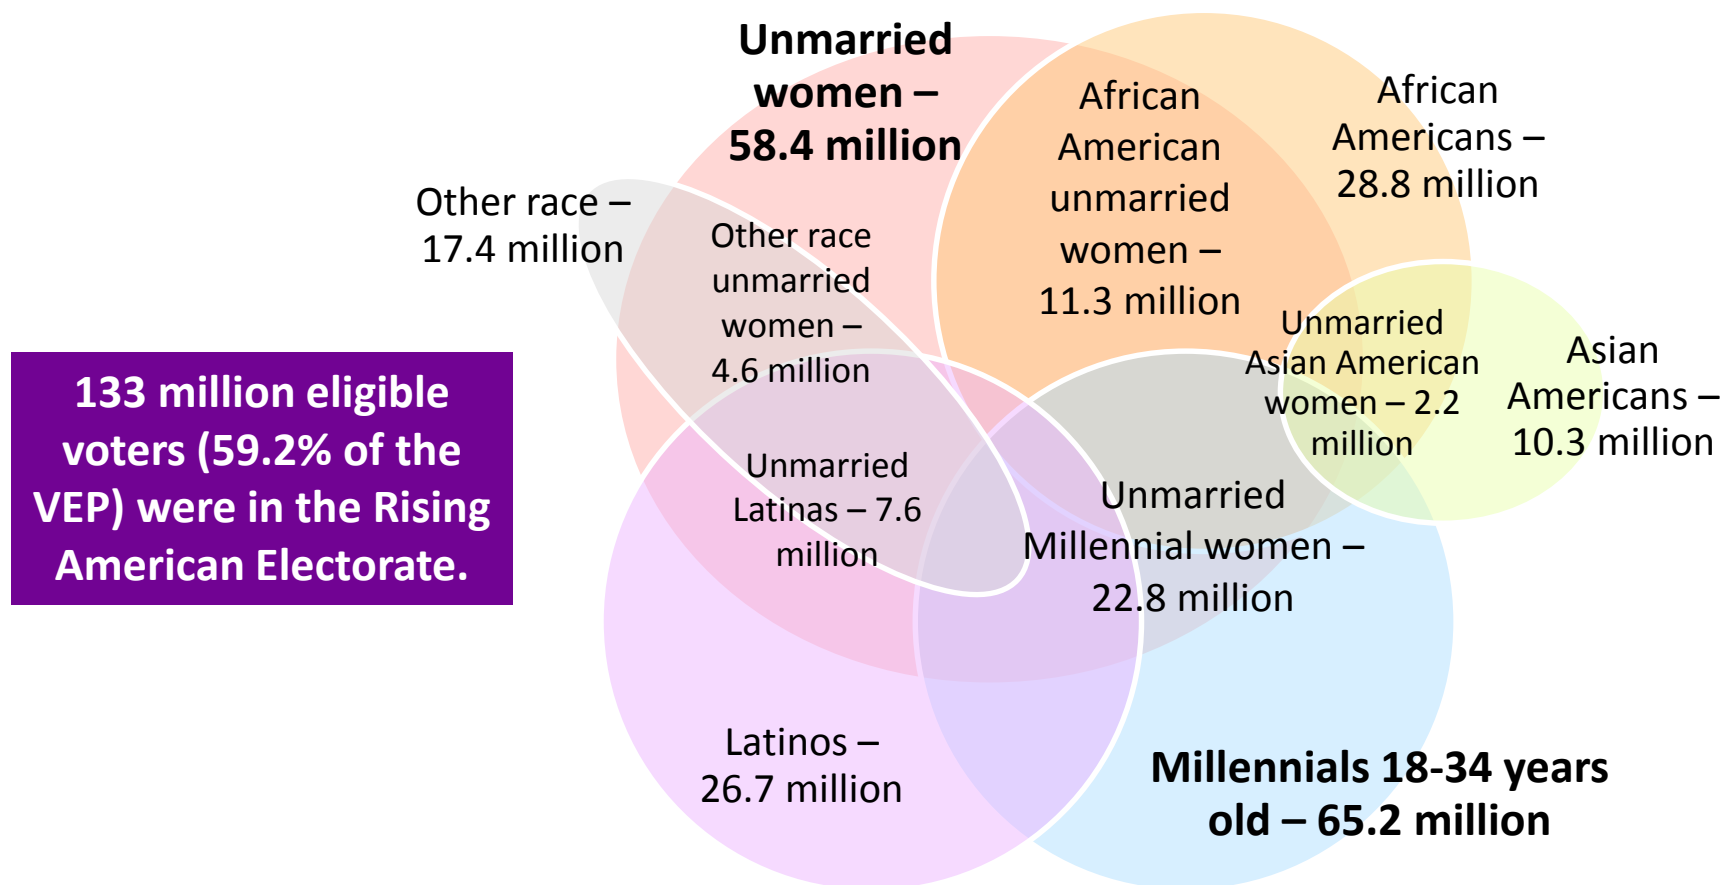 Unmarried
women –
58.4 million
African
American
unmarried
women –
11.3 million
African
Americans –
28.8 million
Other race –
17.4 million
Other race
unmarried
women –
4.6 million
Unmarried
Asian American
women – 2.2
million
Asian
Americans –
10.3 million
133 million eligible
voters (59.2% of the
VEP) were in the Rising
American Electorate.
Unmarried
Latinas – 7.6
million
Unmarried
Millennial women –
22.8 million
Latinos –
26.7 million
Millennials 18-34 years
old – 65.2 million